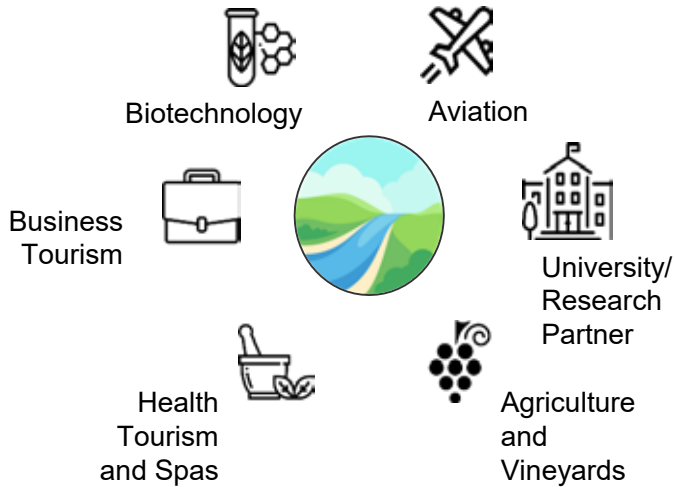 Biotechnology
Aviation
Business
Tourism
University/
Research
Partner
Health
Tourism
and Spas
Agriculture
and
Vineyards